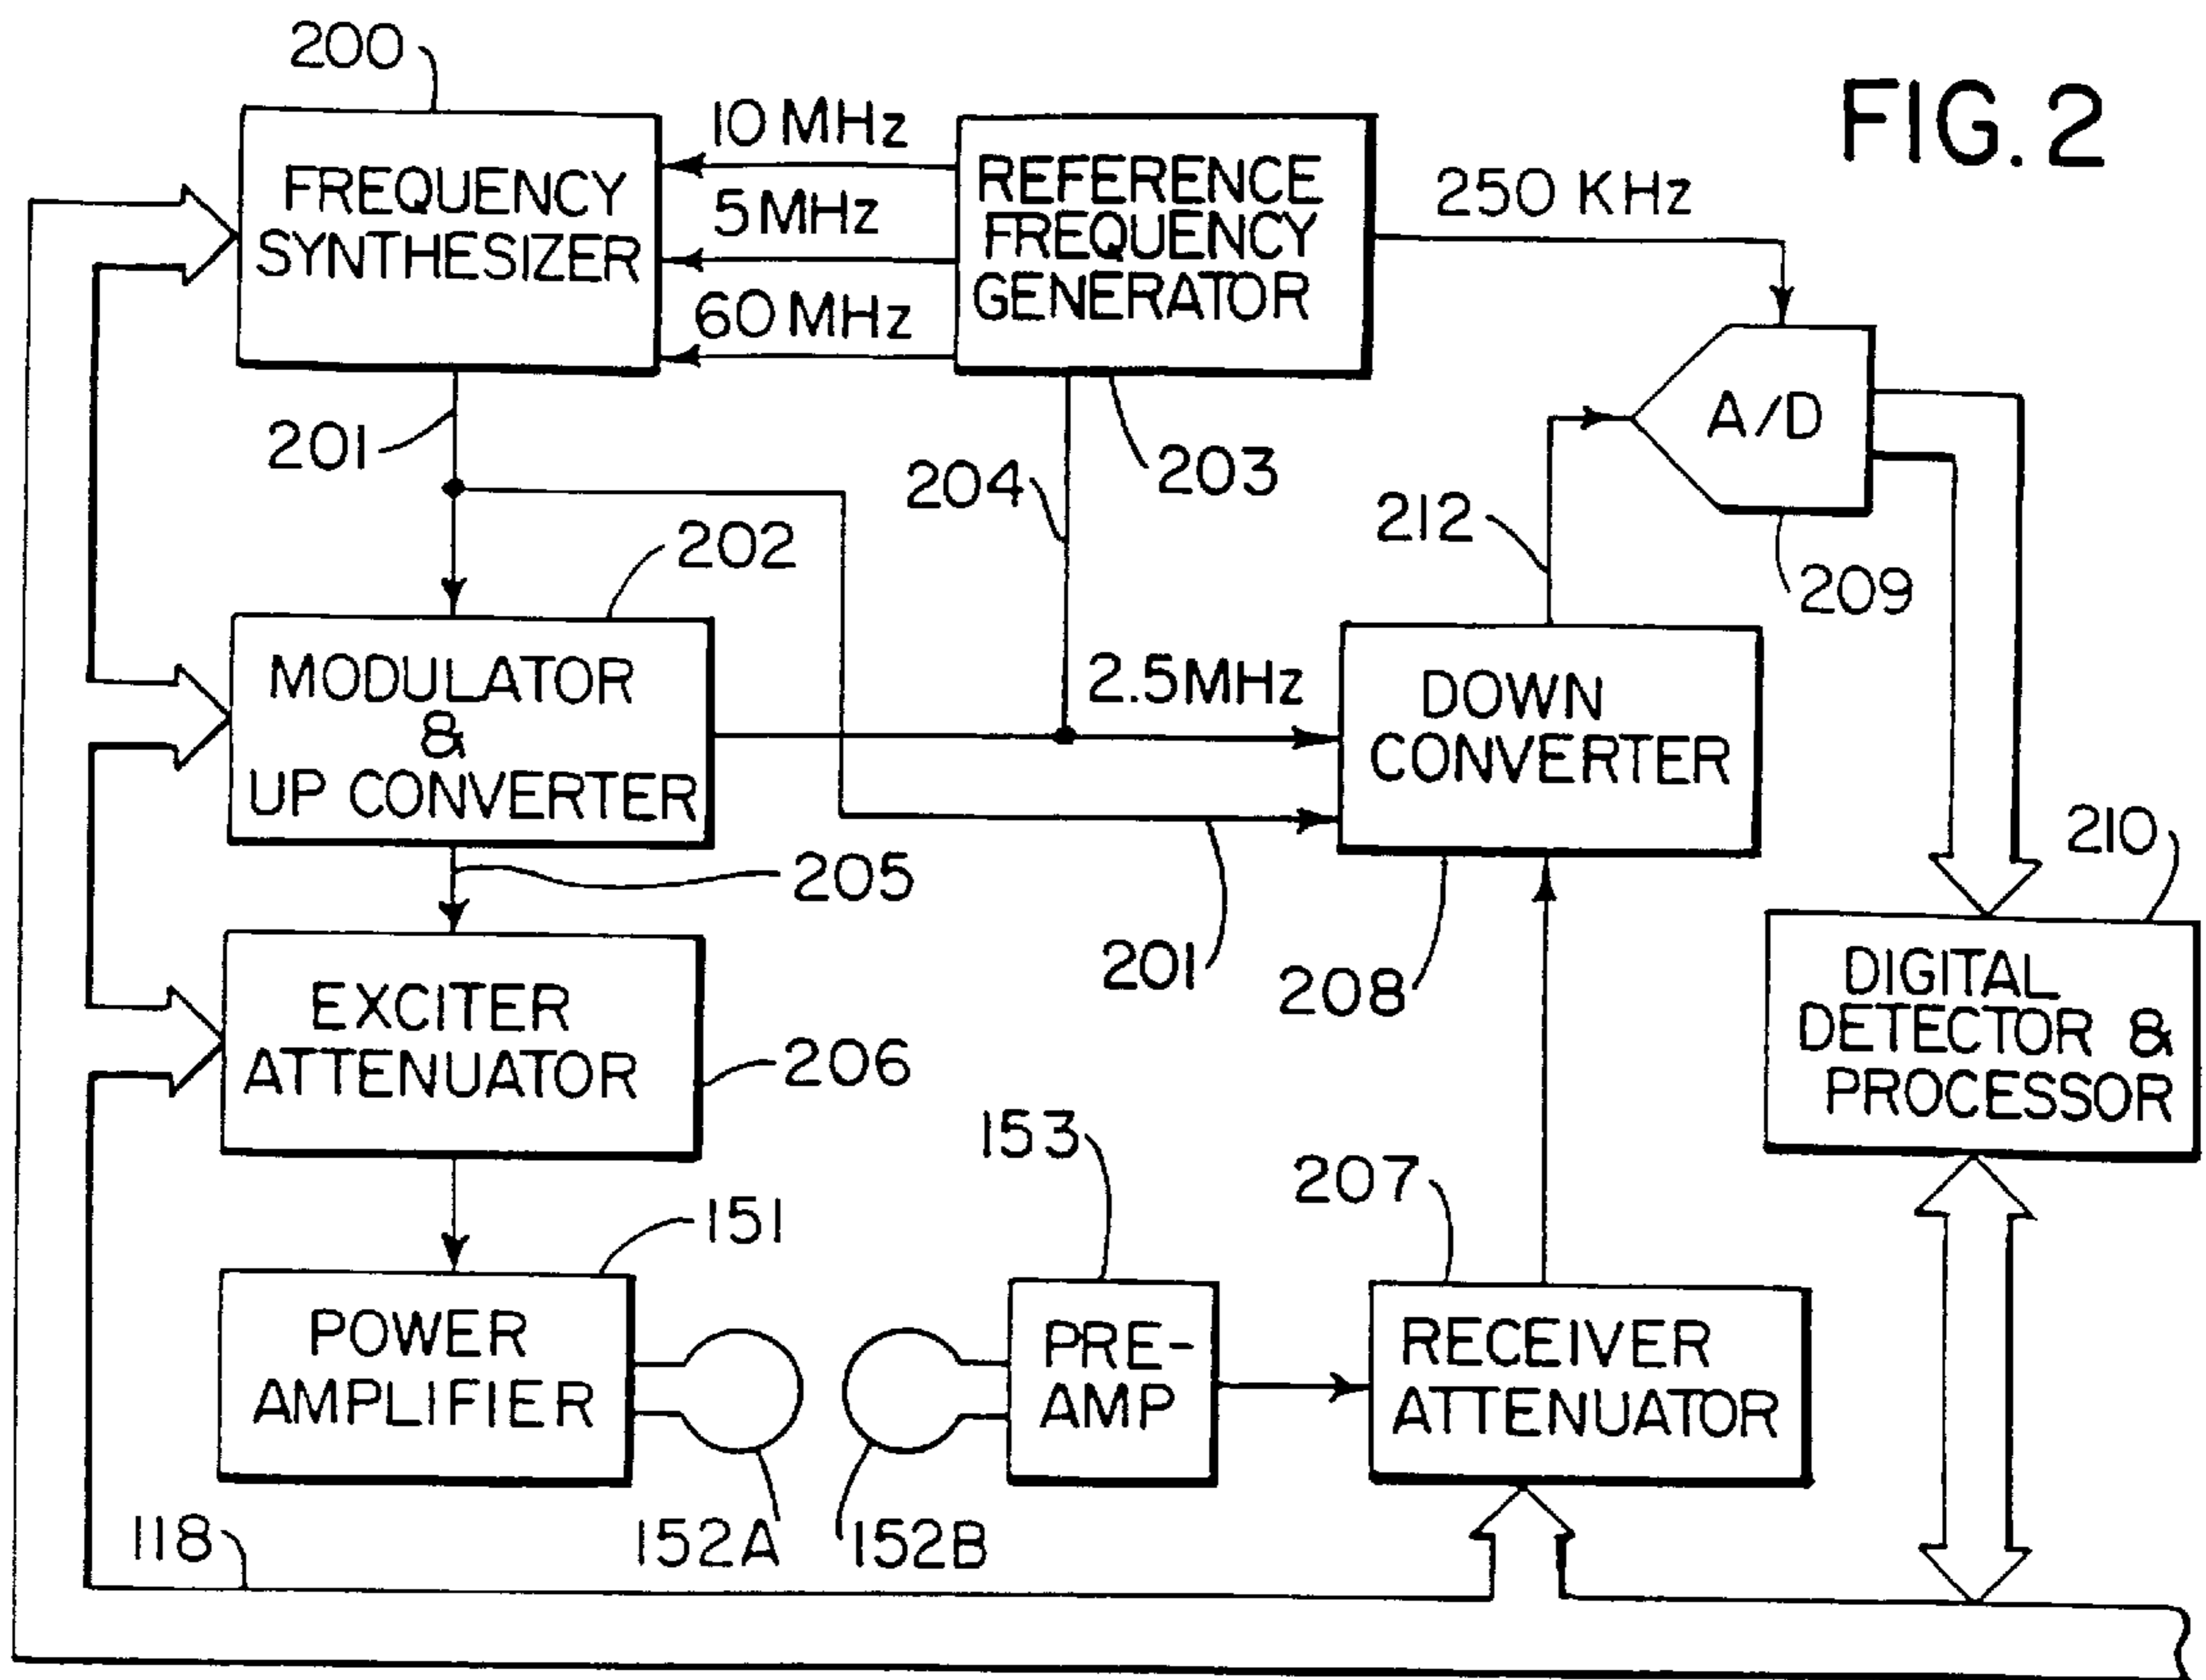 FIG. 2
200
FREQUENCY
SYNTHESIZER
10 MHz
5 MHz
60 MHz
REFERENCE
FREQUENCY
GENERATOR
250 KHz
A/D
201
204
203
212
209
202
MODULATOR
&
UP CONVERTER
2.5MHz
DOWN
CONVERTER
205
201
208
210
DIGITAL
DETECTOR &
PROCESSOR
EXCITER
ATTENUATOR
206
151
POWER
AMPLIFIER
152A
152B
153
PRE-
AMP
207
RECEIVER
ATTENUATOR
118